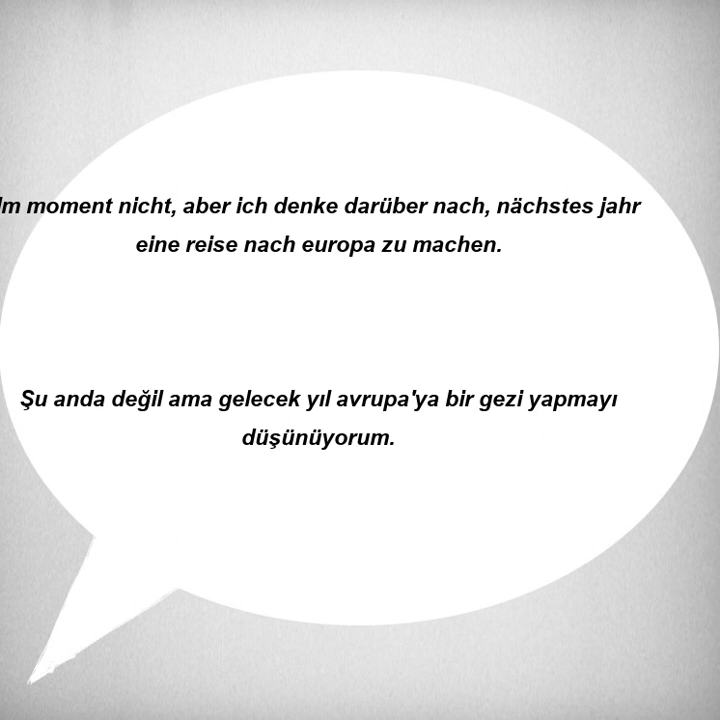 Im moment nicht, aber ich denke darüber nach, nächstes jahr
eine reise nach europa zu machen.
Şu anda değil ama gelecek yıl avrupa'ya bir gezi yapmayı
düşünüyorum.